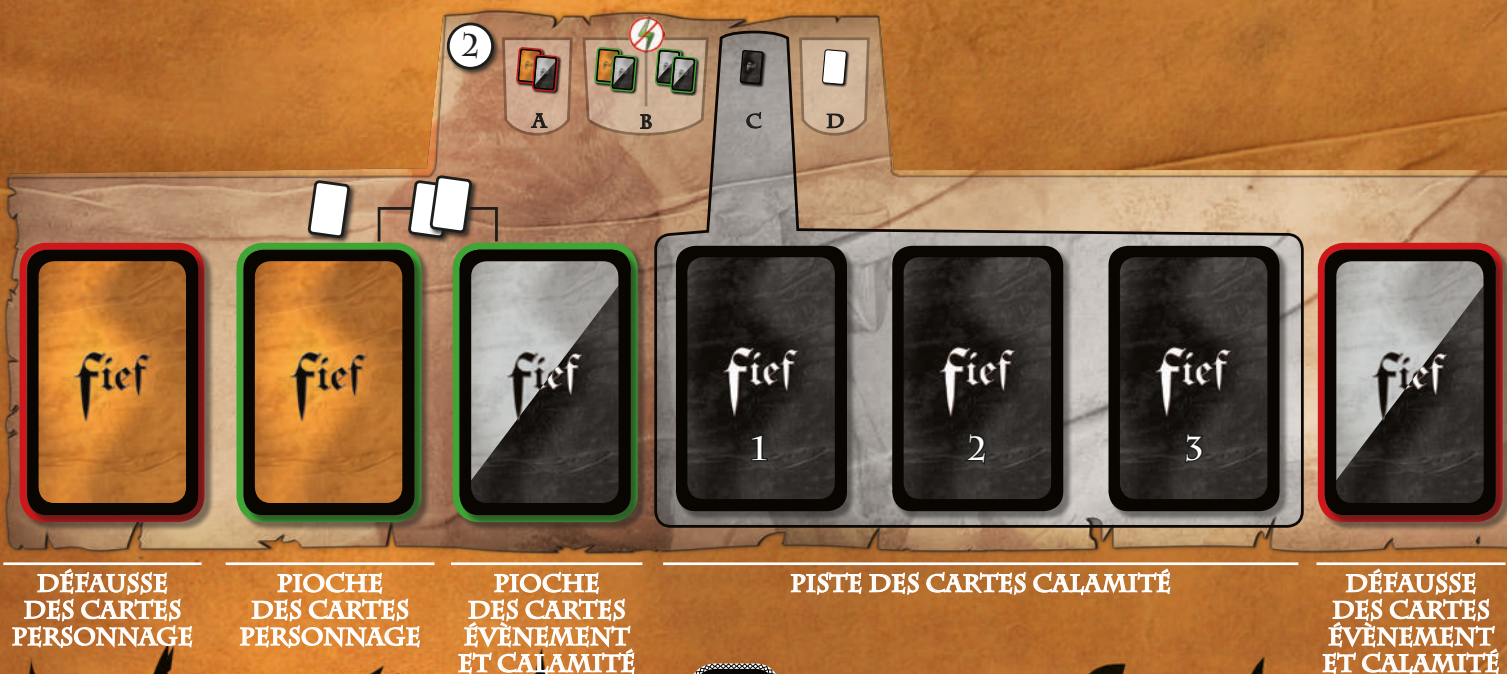 2
A
B
C
D
fief
fief
fief
fief
1
fief
2
fief
3
fief
DÉFAUSSE
DES CARTES
PERSONNAGE
PIOCHE
DES CARTES
PERSONNAGE
PIOCHE
DES CARTES
ÉVÈNEMENT
ET CALAMITÉ
PISTE DES CARTES CALAMITÉ
DÉFAUSSE
DES CARTES
ÉVÈNEMENT
ET CALAMITÉ